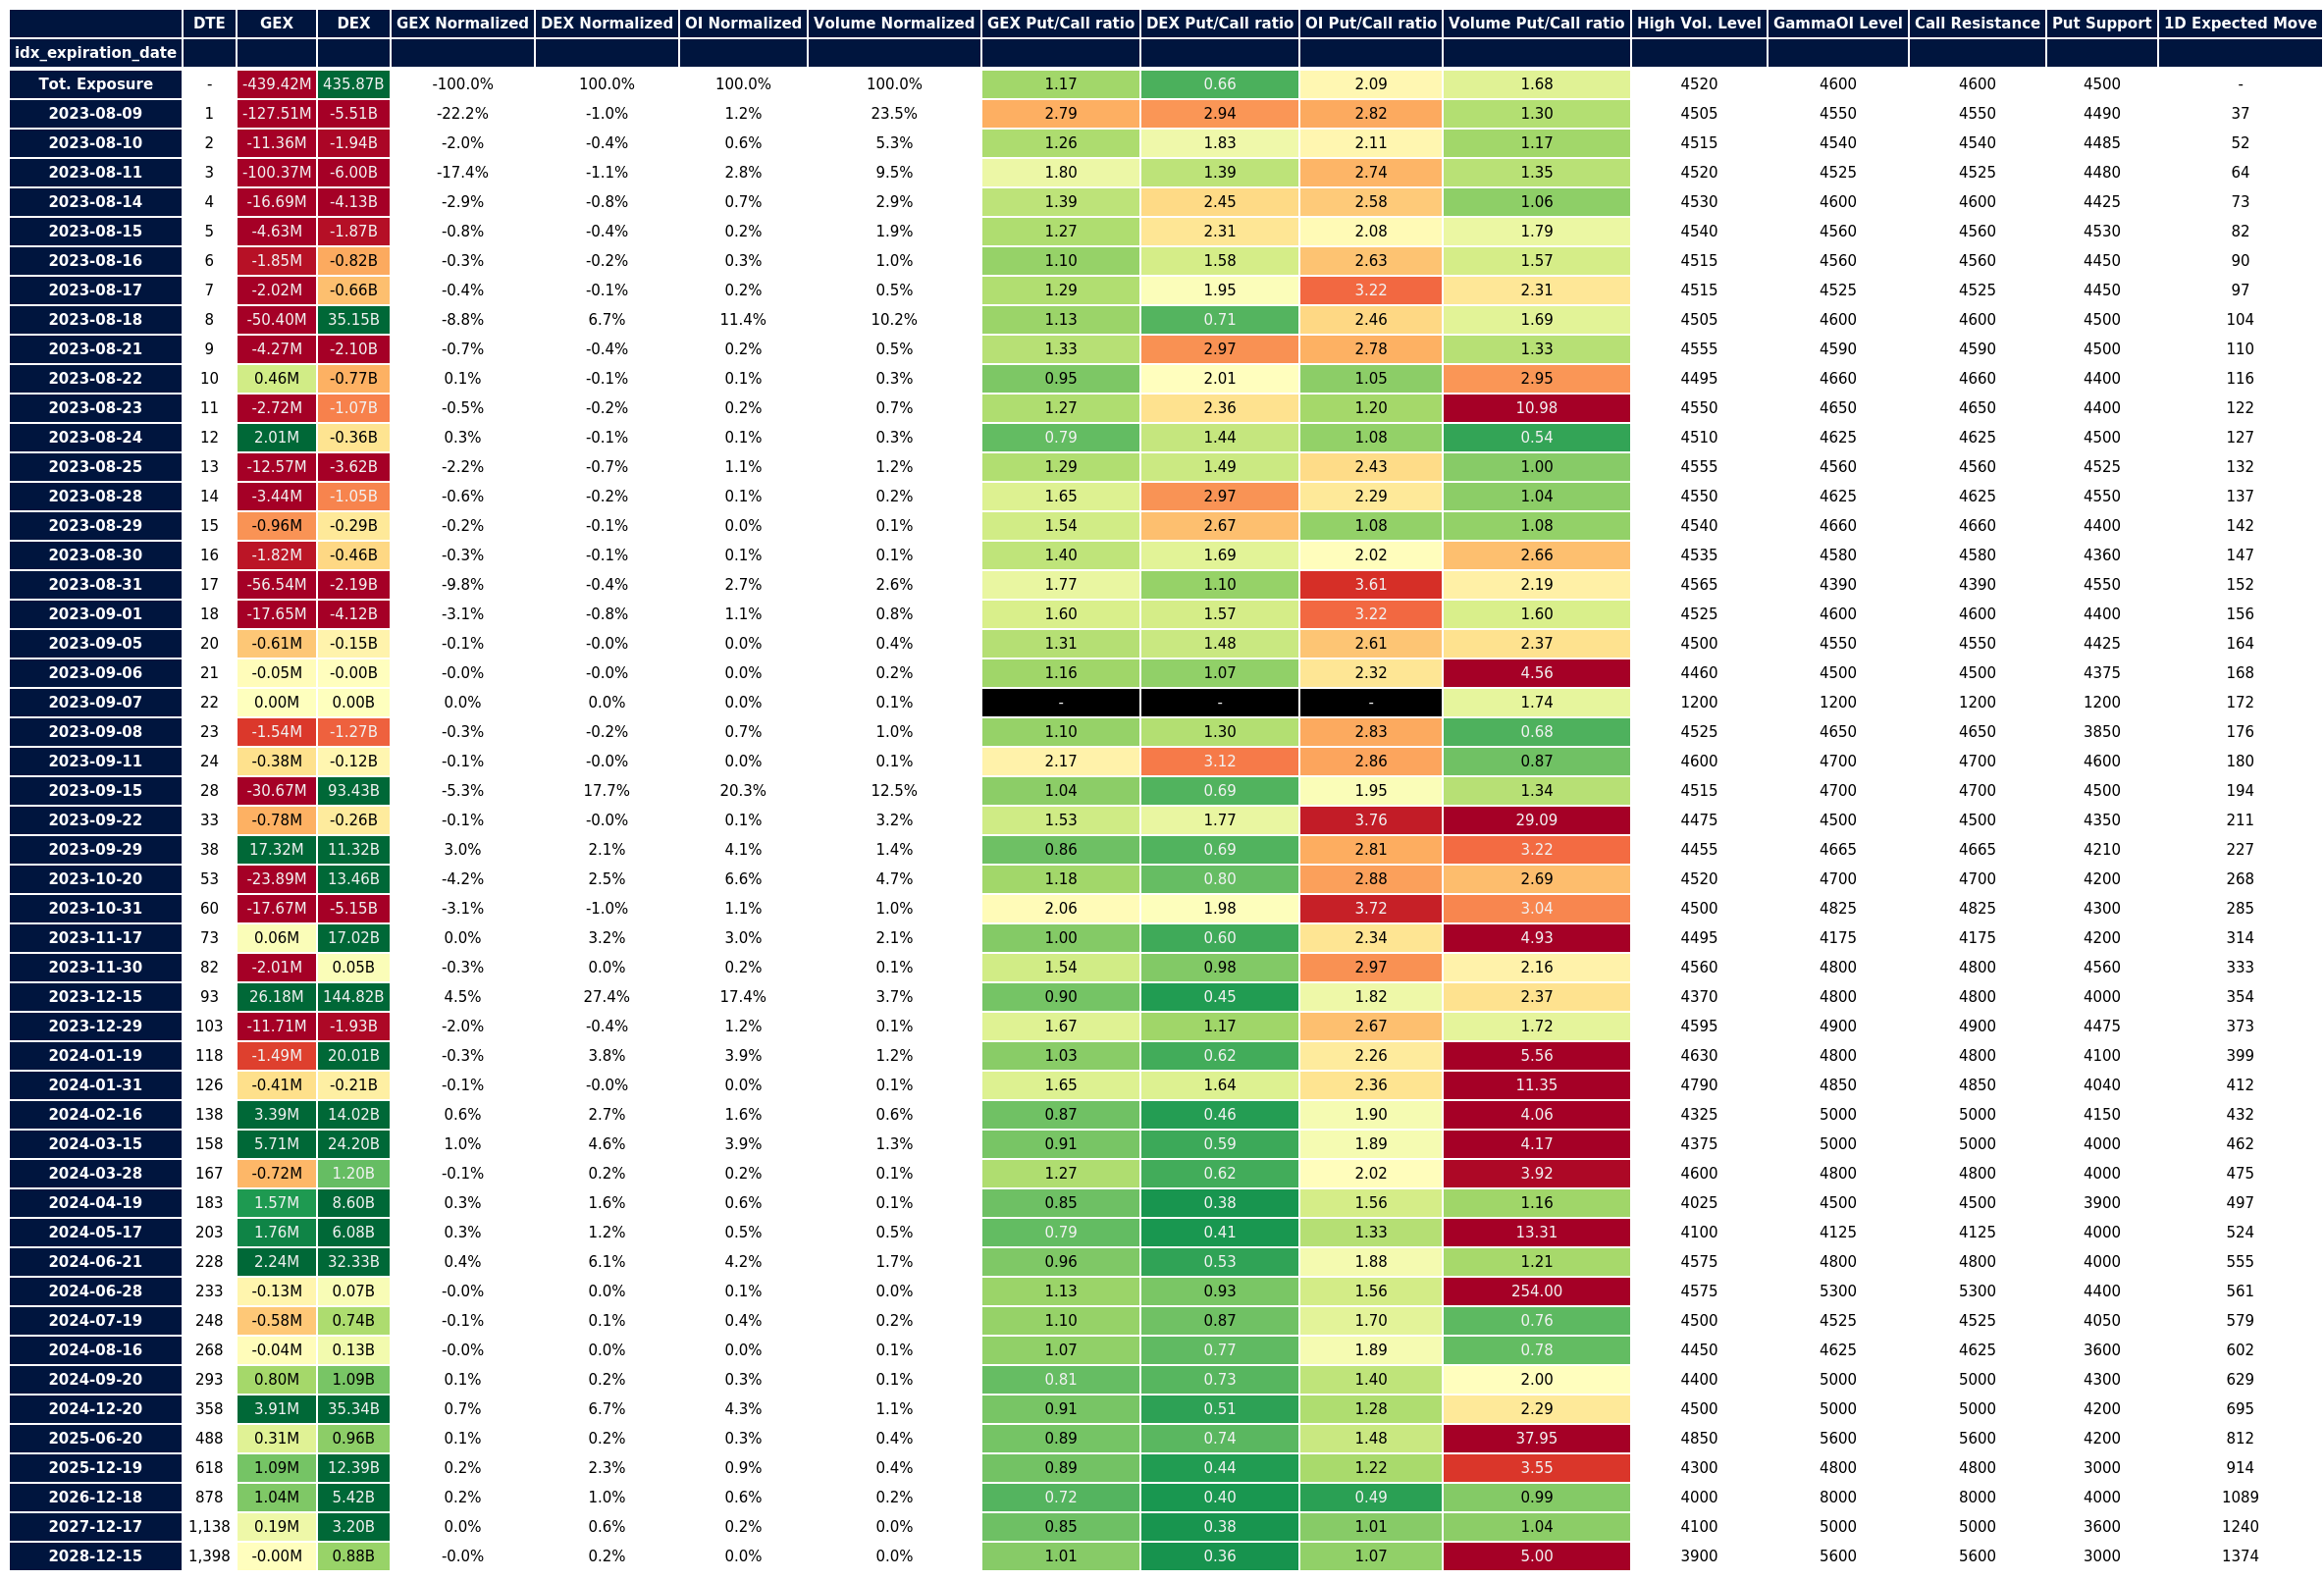 DTE GEX DEX GEX Normalized DEX Normalized OI Normalized Volume Normalized GEX Put/Call ratio DEX Put/Call ratio OI Put/Call ratio Volume Put/Call ratio High Vol. Level GammaOI Level Call Resistance Put Support 1D Expected Move
idx_expiration_date
Tot. Exposure - -439.42M 435.87B -100.0% 100.0% 100.0% 100.0% 1.17 0.66 2.09 1.68 4520 4600 4600 4500 -
2023-08-09 1 -127.51M -5.51B -22.2% -1.0% 1.2% 23.5% 2.79 2.94 2.82 1.30 4505 4550 4550 4490 37
2023-08-10 2 -11.36M -1.94B -2.0% -0.4% 0.6% 5.3% 1.26 1.83 2.11 1.17 4515 4540 4540 4485 52
2023-08-11 3 -100.37M -6.00B -17.4% -1.1% 2.8% 9.5% 1.80 1.39 2.74 1.35 4520 4525 4525 4480 64
2023-08-14 4 -16.69M -4.13B -2.9% -0.8% 0.7% 2.9% 1.39 2.45 2.58 1.06 4530 4600 4600 4425 73
2023-08-15 5 -4.63M -1.87B -0.8% -0.4% 0.2% 1.9% 1.27 2.31 2.08 1.79 4540 4560 4560 4530 82
2023-08-16 6 -1.85M -0.82B -0.3% -0.2% 0.3% 1.0% 1.10 1.58 2.63 1.57 4515 4560 4560 4450 90
2023-08-17 7 -2.02M -0.66B -0.4% -0.1% 0.2% 0.5% 1.29 1.95 3.22 2.31 4515 4525 4525 4450 97
2023-08-18 8 -50.40M 35.15B -8.8% 6.7% 11.4% 10.2% 1.13 0.71 2.46 1.69 4505 4600 4600 4500 104
2023-08-21 9 -4.27M -2.10B -0.7% -0.4% 0.2% 0.5% 1.33 2.97 2.78 1.33 4555 4590 4590 4500 110
2023-08-22 10 0.46M -0.77B 0.1% -0.1% 0.1% 0.3% 0.95 2.01 1.05 2.95 4495 4660 4660 4400 116
2023-08-23 11 -2.72M -1.07B -0.5% -0.2% 0.2% 0.7% 1.27 2.36 1.20 10.98 4550 4650 4650 4400 122
2023-08-24 12 2.01M -0.36B 0.3% -0.1% 0.1% 0.3% 0.79 1.44 1.08 0.54 4510 4625 4625 4500 127
2023-08-25 13 -12.57M -3.62B -2.2% -0.7% 1.1% 1.2% 1.29 1.49 2.43 1.00 4555 4560 4560 4525 132
2023-08-28 14 -3.44M -1.05B -0.6% -0.2% 0.1% 0.2% 1.65 2.97 2.29 1.04 4550 4625 4625 4550 137
2023-08-29 15 -0.96M -0.29B -0.2% -0.1% 0.0% 0.1% 1.54 2.67 1.08 1.08 4540 4660 4660 4400 142
2023-08-30 16 -1.82M -0.46B -0.3% -0.1% 0.1% 0.1% 1.40 1.69 2.02 2.66 4535 4580 4580 4360 147
2023-08-31 17 -56.54M -2.19B -9.8% -0.4% 2.7% 2.6% 1.77 1.10 3.61 2.19 4565 4390 4390 4550 152
2023-09-01 18 -17.65M -4.12B -3.1% -0.8% 1.1% 0.8% 1.60 1.57 3.22 1.60 4525 4600 4600 4400 156
2023-09-05 20 -0.61M -0.15B -0.1% -0.0% 0.0% 0.4% 1.31 1.48 2.61 2.37 4500 4550 4550 4425 164
2023-09-06 21 -0.05M -0.00B -0.0% -0.0% 0.0% 0.2% 1.16 1.07 2.32 4.56 4460 4500 4500 4375 168
2023-09-07 22 0.00M 0.00B 0.0% 0.0% 0.0% 0.1% - - - 1.74 1200 1200 1200 1200 172
2023-09-08 23 -1.54M -1.27B -0.3% -0.2% 0.7% 1.0% 1.10 1.30 2.83 0.68 4525 4650 4650 3850 176
2023-09-11 24 -0.38M -0.12B -0.1% -0.0% 0.0% 0.1% 2.17 3.12 2.86 0.87 4600 4700 4700 4600 180
2023-09-15 28 -30.67M 93.43B -5.3% 17.7% 20.3% 12.5% 1.04 0.69 1.95 1.34 4515 4700 4700 4500 194
2023-09-22 33 -0.78M -0.26B -0.1% -0.0% 0.1% 3.2% 1.53 1.77 3.76 29.09 4475 4500 4500 4350 211
2023-09-29 38 17.32M 11.32B 3.0% 2.1% 4.1% 1.4% 0.86 0.69 2.81 3.22 4455 4665 4665 4210 227
2023-10-20 53 -23.89M 13.46B -4.2% 2.5% 6.6% 4.7% 1.18 0.80 2.88 2.69 4520 4700 4700 4200 268
2023-10-31 60 -17.67M -5.15B -3.1% -1.0% 1.1% 1.0% 2.06 1.98 3.72 3.04 4500 4825 4825 4300 285
2023-11-17 73 0.06M 17.02B 0.0% 3.2% 3.0% 2.1% 1.00 0.60 2.34 4.93 4495 4175 4175 4200 314
2023-11-30 82 -2.01M 0.05B -0.3% 0.0% 0.2% 0.1% 1.54 0.98 2.97 2.16 4560 4800 4800 4560 333
2023-12-15 93 26.18M 144.82B 4.5% 27.4% 17.4% 3.7% 0.90 0.45 1.82 2.37 4370 4800 4800 4000 354
2023-12-29 103 -11.71M -1.93B -2.0% -0.4% 1.2% 0.1% 1.67 1.17 2.67 1.72 4595 4900 4900 4475 373
2024-01-19 118 -1.49M 20.01B -0.3% 3.8% 3.9% 1.2% 1.03 0.62 2.26 5.56 4630 4800 4800 4100 399
2024-01-31 126 -0.41M -0.21B -0.1% -0.0% 0.0% 0.1% 1.65 1.64 2.36 11.35 4790 4850 4850 4040 412
2024-02-16 138 3.39M 14.02B 0.6% 2.7% 1.6% 0.6% 0.87 0.46 1.90 4.06 4325 5000 5000 4150 432
2024-03-15 158 5.71M 24.20B 1.0% 4.6% 3.9% 1.3% 0.91 0.59 1.89 4.17 4375 5000 5000 4000 462
2024-03-28 167 -0.72M 1.20B -0.1% 0.2% 0.2% 0.1% 1.27 0.62 2.02 3.92 4600 4800 4800 4000 475
2024-04-19 183 1.57M 8.60B 0.3% 1.6% 0.6% 0.1% 0.85 0.38 1.56 1.16 4025 4500 4500 3900 497
2024-05-17 203 1.76M 6.08B 0.3% 1.2% 0.5% 0.5% 0.79 0.41 1.33 13.31 4100 4125 4125 4000 524
2024-06-21 228 2.24M 32.33B 0.4% 6.1% 4.2% 1.7% 0.96 0.53 1.88 1.21 4575 4800 4800 4000 555
2024-06-28 233 -0.13M 0.07B -0.0% 0.0% 0.1% 0.0% 1.13 0.93 1.56 254.00 4575 5300 5300 4400 561
2024-07-19 248 -0.58M 0.74B -0.1% 0.1% 0.4% 0.2% 1.10 0.87 1.70 0.76 4500 4525 4525 4050 579
2024-08-16 268 -0.04M 0.13B -0.0% 0.0% 0.0% 0.1% 1.07 0.77 1.89 0.78 4450 4625 4625 3600 602
2024-09-20 293 0.80M 1.09B 0.1% 0.2% 0.3% 0.1% 0.81 0.73 1.40 2.00 4400 5000 5000 4300 629
2024-12-20 358 3.91M 35.34B 0.7% 6.7% 4.3% 1.1% 0.91 0.51 1.28 2.29 4500 5000 5000 4200 695
2025-06-20 488 0.31M 0.96B 0.1% 0.2% 0.3% 0.4% 0.89 0.74 1.48 37.95 4850 5600 5600 4200 812
2025-12-19 618 1.09M 12.39B 0.2% 2.3% 0.9% 0.4% 0.89 0.44 1.22 3.55 4300 4800 4800 3000 914
2026-12-18 878 1.04M 5.42B 0.2% 1.0% 0.6% 0.2% 0.72 0.40 0.49 0.99 4000 8000 8000 4000 1089
2027-12-17 1,138 0.19M 3.20B 0.0% 0.6% 0.2% 0.0% 0.85 0.38 1.01 1.04 4100 5000 5000 3600 1240
2028-12-15 1,398 -0.00M 0.88B -0.0% 0.2% 0.0% 0.0% 1.01 0.36 1.07 5.00 3900 5600 5600 3000 1374